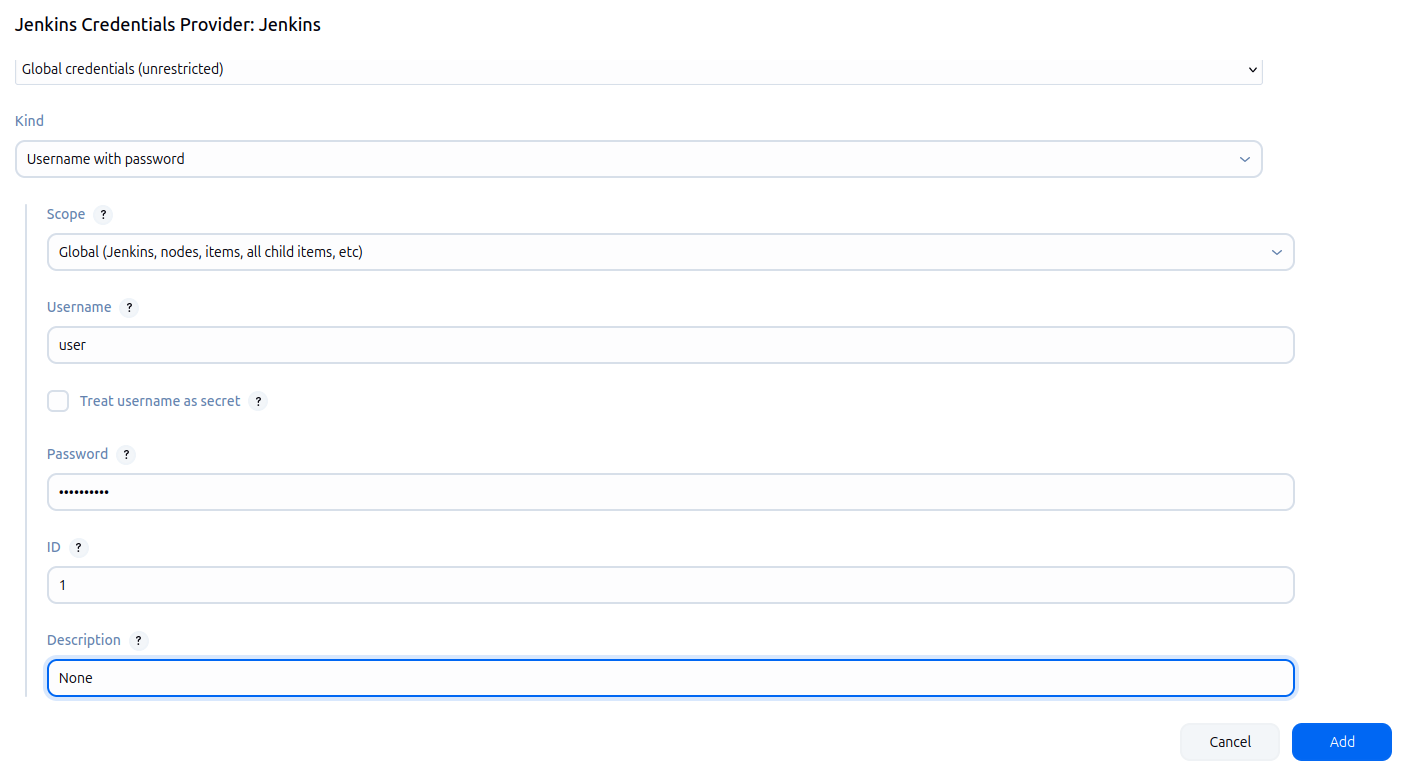 Jenkins Credentials Provider: Jenkins
Global credentials (unrestricted)
Kind
Username with password
Scope ?
Global (Jenkins, nodes, items, all child items, etc)
Username ?
user
Treat username as secret ?
Password ?
••••••••••
ID ?
1
Description ?
None
Cancel Add